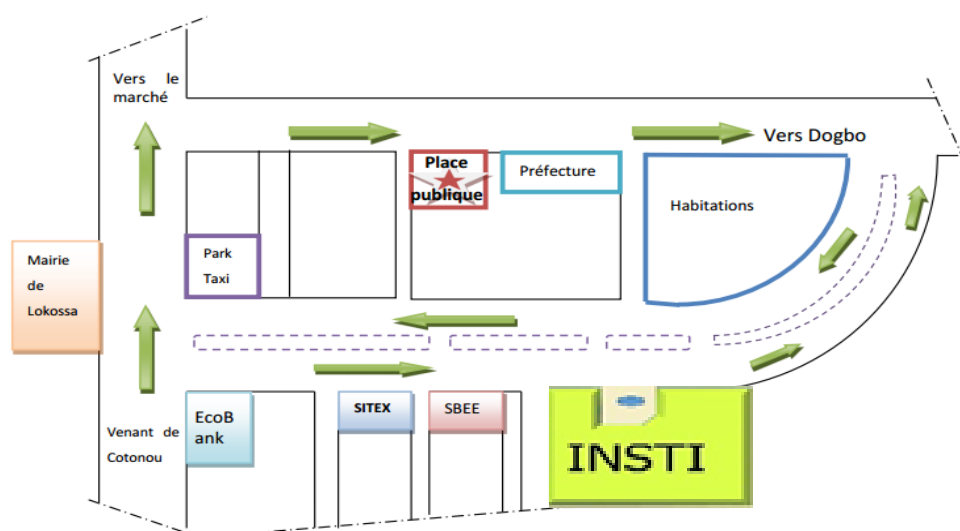 Vers le
marché
Vers Dogbo
Place
publique
Préfecture
Habitations
Park
Taxi
Mairie
de
Lokossa
EcoB
ank
SITEX
SBEE
INSTI
Venant de
Cotonou